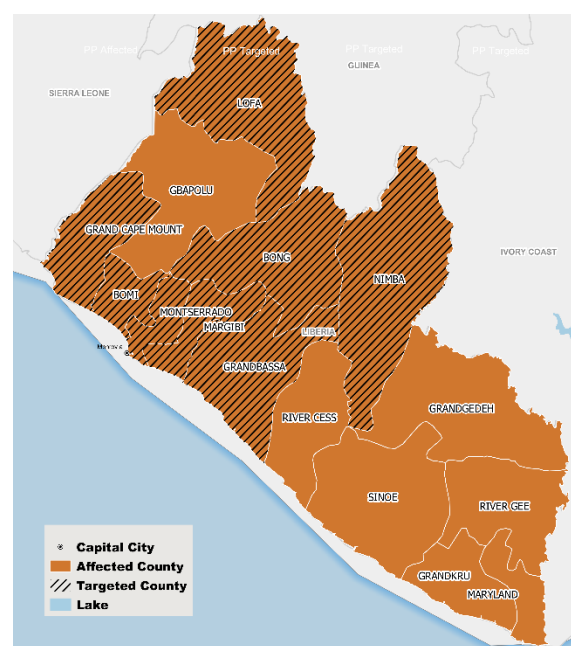 PP Affected
PP Targeted
PP Targeted
PP Targeted
GUINEA
SIERRA LEONE
LOFA
GBAPOLU
GRAND CAPE MOUNT
IVORY COAST
BONG
NIMBA
BOMI
MONTSERRADO
MARGIBI
LIBERIA
GRANDBASSA
GRANDGEDEH
RIVER CESS
SINOE
RIVER GEE
GRANDKRU
MARYLAND
Capital City
Affected County
Targeted County
Lake